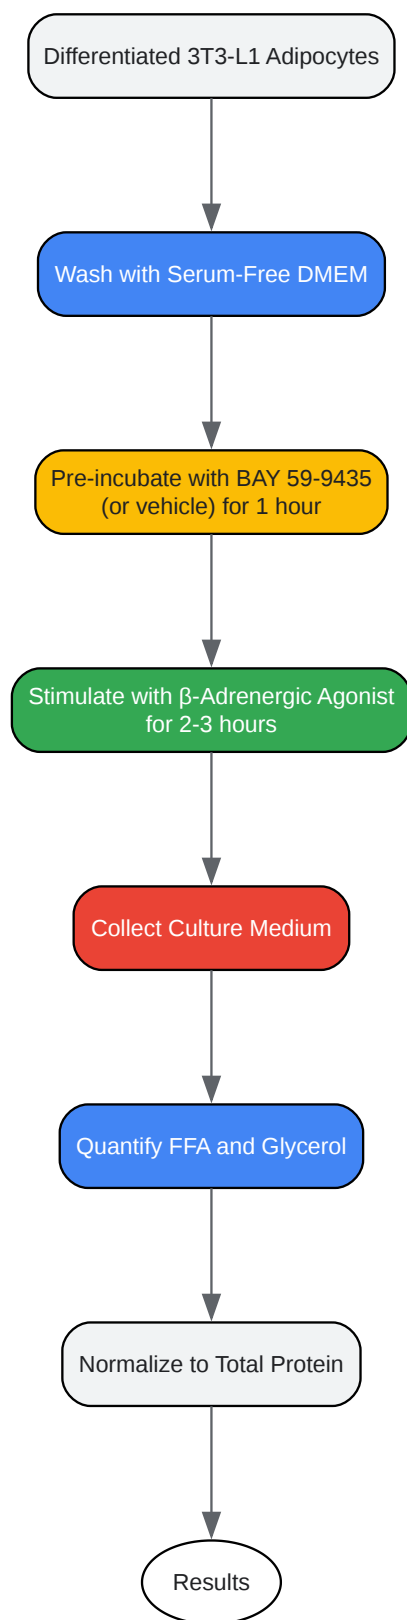 Differentiated 3T3-L1 Adipocytes
Wash with Serum-Free DMEM
Pre-incubate with BAY 59-9435
(or vehicle) for 1 hour
Stimulate with β-Adrenergic Agonist
for 2-3 hours
Collect Culture Medium
Quantify FFA and Glycerol
Normalize to Total Protein
Results